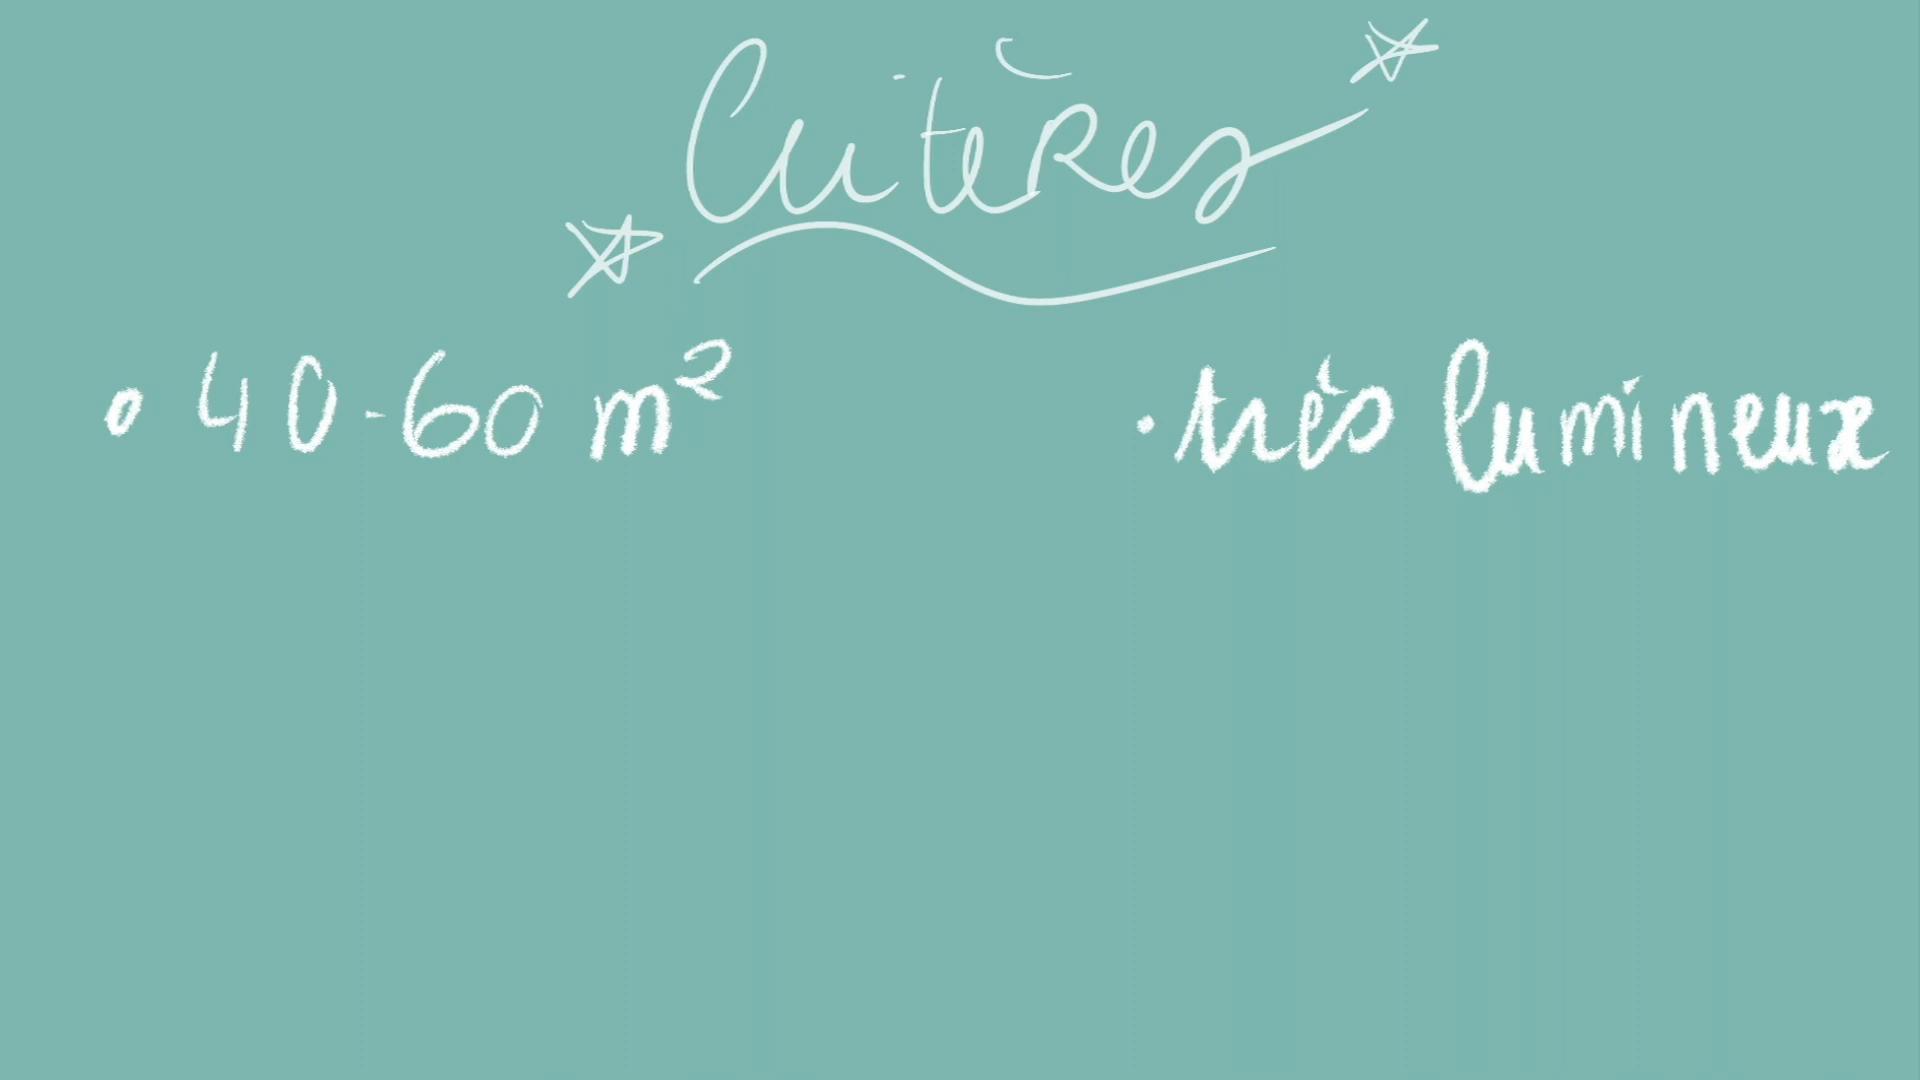 Critères
• 40-60 m²
• très lumineux